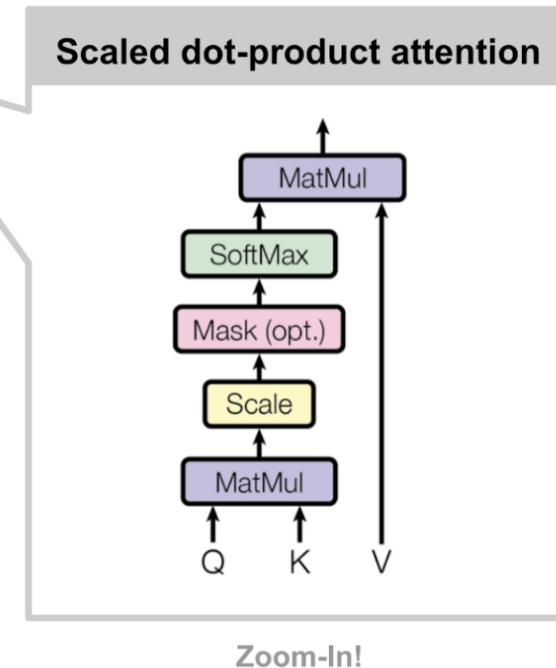 Scaled dot-product attention
MatMul
SoftMax
Mask (opt.)
Scale
MatMul
Q K V
Zoom-In!